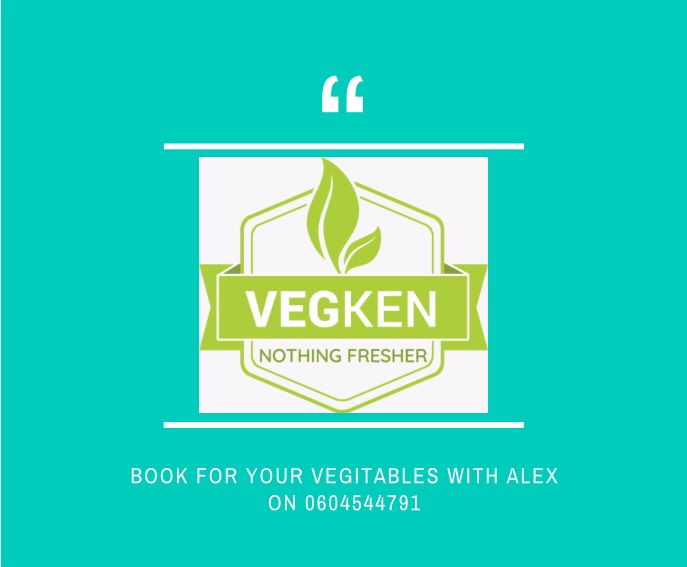 “
VEGKEN
NOTHING FRESHER
BOOK FOR YOUR VEGITABLES WITH ALEX
ON 0604544791